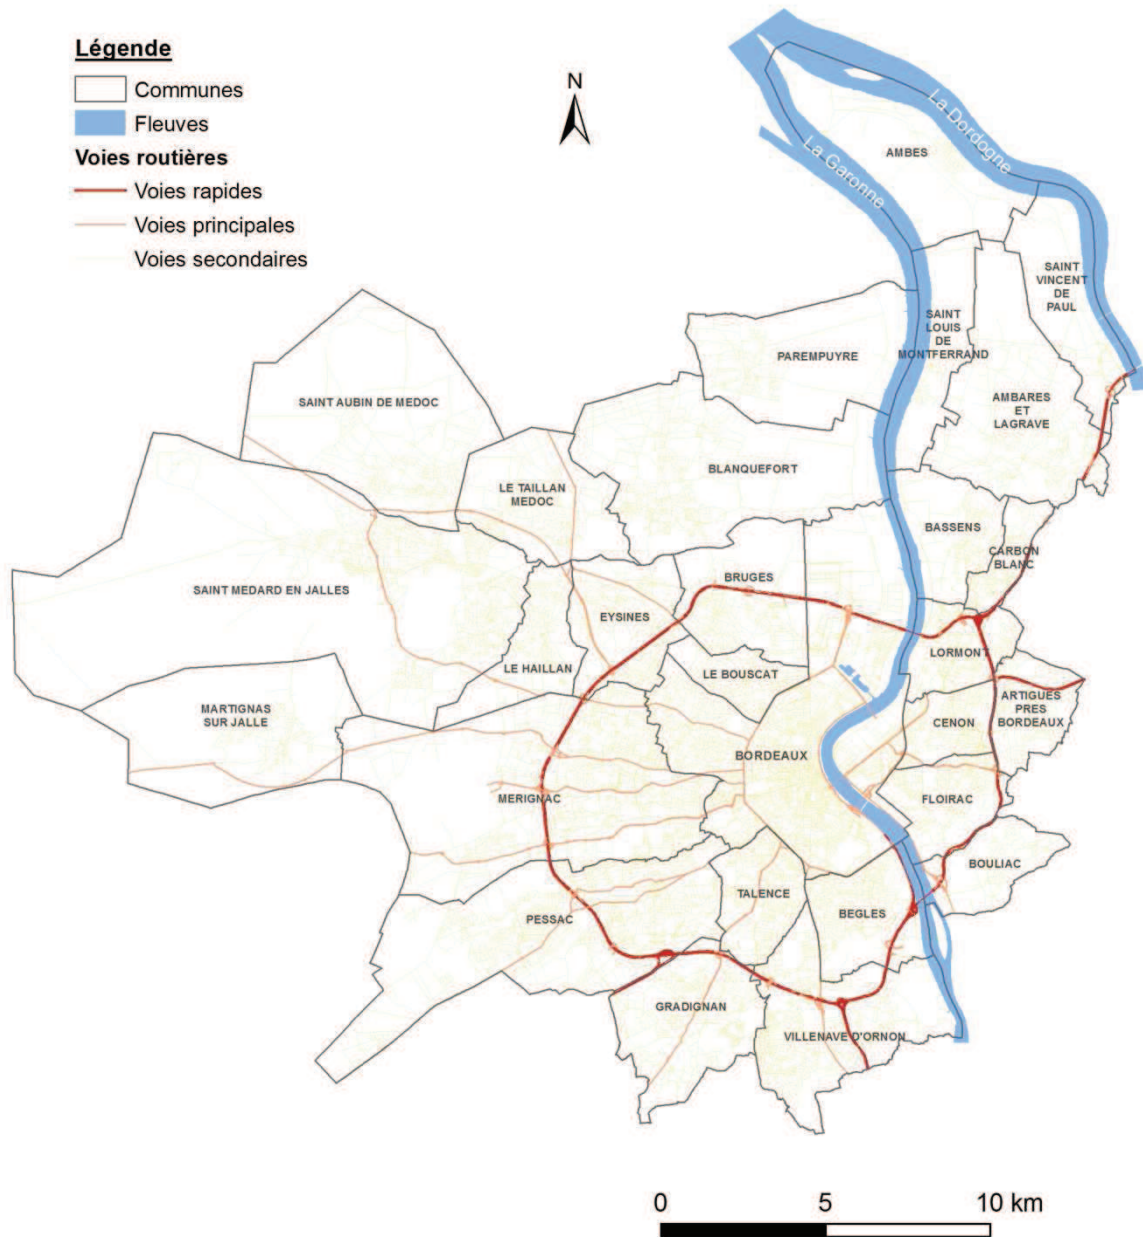 Légende
Communes
Fleuves
Voies routières
Voies rapides
Voies principales
Voies secondaires
N
La Dordogne
La Garonne
AMBES
SAINT
VINCENT
DE
PAUL
SAINT
LOUIS
DE
MONTFERRAND
PAREMPUYRE
AMBARES
ET
LAGRAVE
SAINT AUBIN DE MEDOC
BLANQUEFORT
LE TAILLAN
MEDOC
BASSENS
CARBON
BLANC
BRUGES
SAINT MEDARD EN JALLES
EYSINES
LORMONT
LE HAILLAN
LE BOUSCAT
ARTIGUES
PRES
BORDEAUX
MARTIGNAS
SUR JALLE
CENON
BORDEAUX
MERIGNAC
FLOIRAC
BOULIAC
TALENCE
BEGLES
PESSAC
GRADIGNAN
VILLENAVE D'ORNON
0 5 10 km